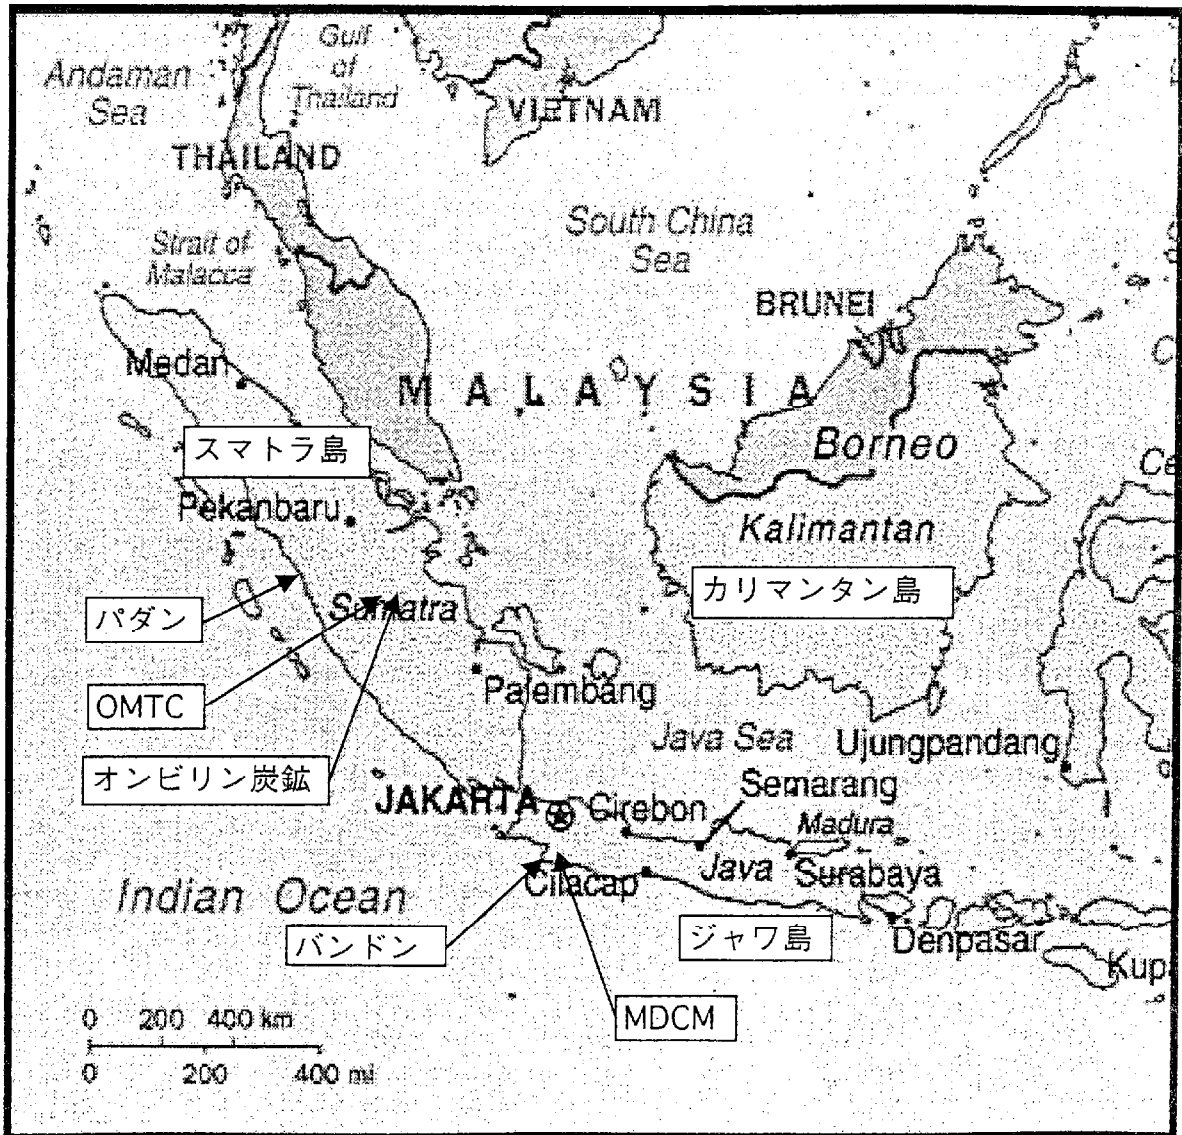 Gulf
of
Thailand
Andaman
Sea
VIETNAM
THAILAND
South China
Sea
Strait of
Malacca
BRUNEI
Medan
MALAYSIA
スマトラ島
Borneo
Pekanbaru
Kalimantan
カリマンタン島
パダン
Sumatra
OMTC
Palembang
オンビリン炭鉱
Java Sea
Ujungpandang
Semarang
JAKARTA
Cirebon
Madura
Java
Surabaya
Cilacap
Indian Ocean
バンドン
ジャワ島
Denpasar
Kupa
MDCM
0 200 400 km
0 200 400 mi